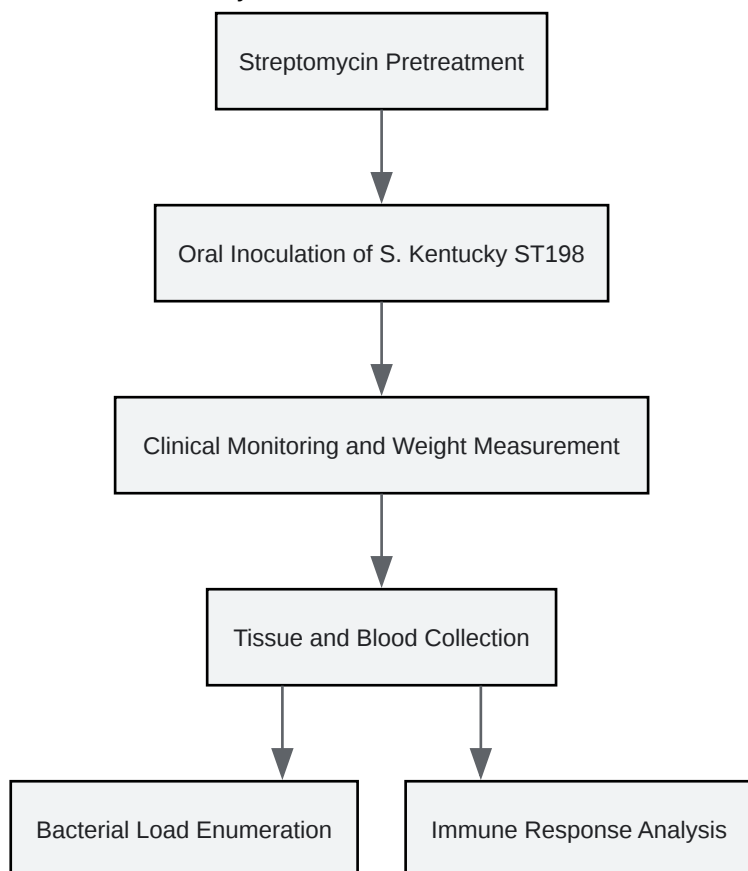 Streptomycin Pretreatment
Oral Inoculation of S. Kentucky ST198
Clinical Monitoring and Weight Measurement
Tissue and Blood Collection
Bacterial Load Enumeration
Immune Response Analysis